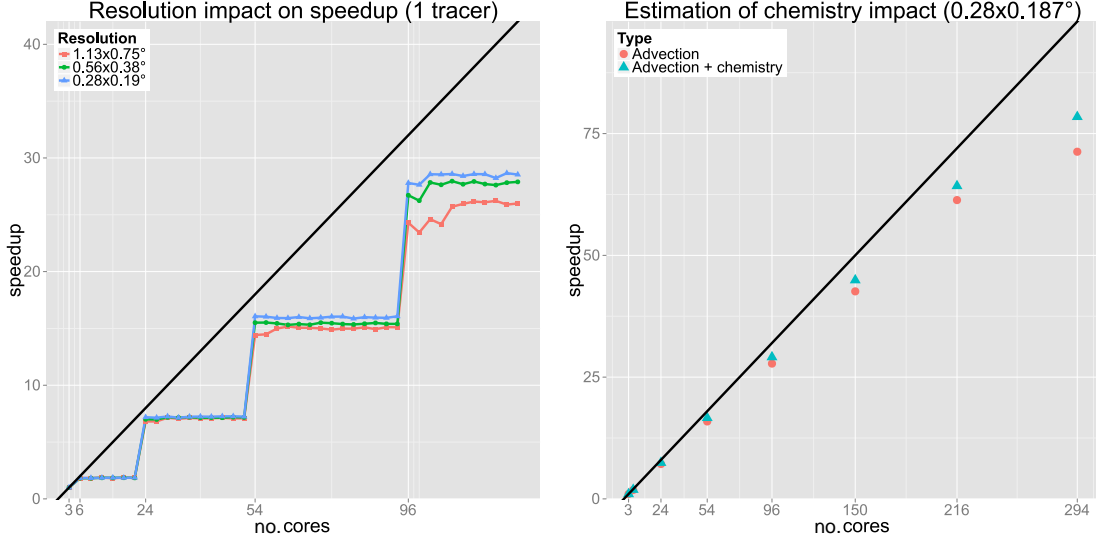 Resolution impact on speedup (1 tracer)
Resolution
1.13x0.75°
0.56x0.38°
0.28x0.19°
speedup
40
30
20
10
0
3 6 24 54 96
no.cores
Estimation of chemistry impact (0.28x0.187°)
Type
Advection
Advection + chemistry
speedup
75
50
25
0
3 24 54 96 150 216 294
no.cores